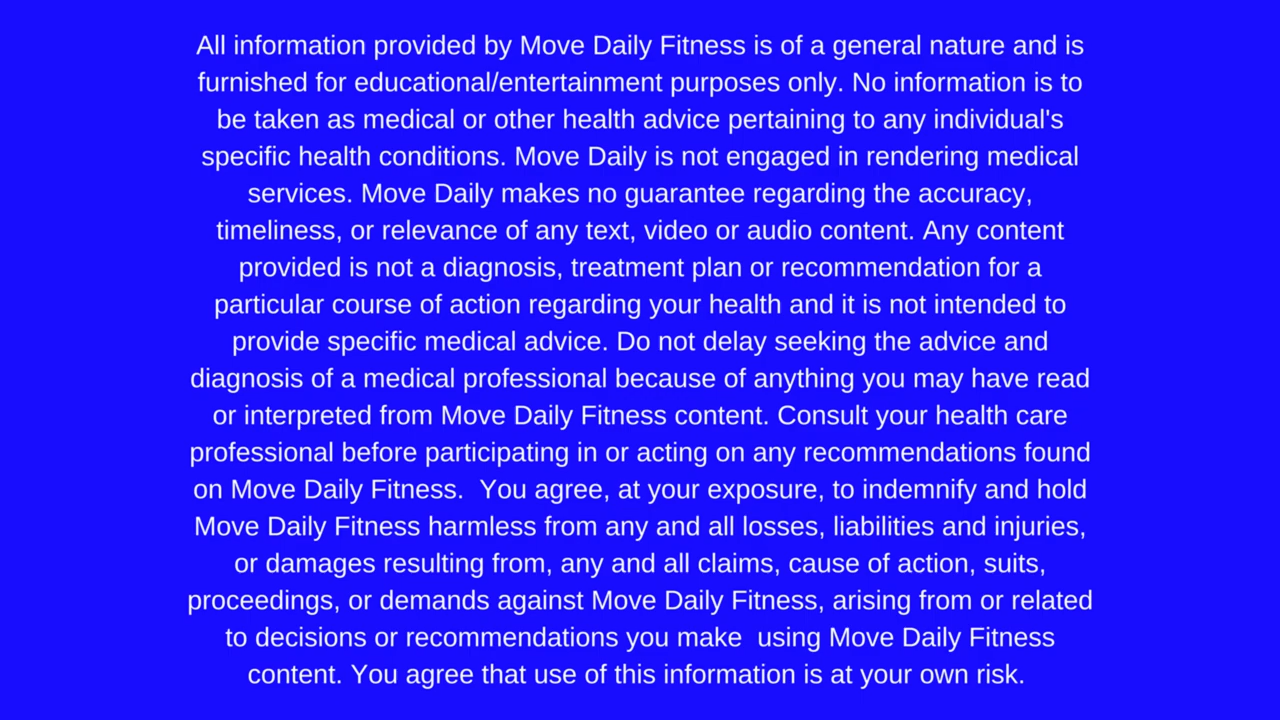 All information provided by Move Daily Fitness is of a general nature and is
furnished for educational/entertainment purposes only. No information is to
be taken as medical or other health advice pertaining to any individual's
specific health conditions. Move Daily is not engaged in rendering medical
services. Move Daily makes no guarantee regarding the accuracy,
timeliness, or relevance of any text, video or audio content. Any content
provided is not a diagnosis, treatment plan or recommendation for a
particular course of action regarding your health and it is not intended to
provide specific medical advice. Do not delay seeking the advice and
diagnosis of a medical professional because of anything you may have read
or interpreted from Move Daily Fitness content. Consult your health care
professional before participating in or acting on any recommendations found
on Move Daily Fitness.  You agree, at your exposure, to indemnify and hold
Move Daily Fitness harmless from any and all losses, liabilities and injuries,
or damages resulting from, any and all claims, cause of action, suits,
proceedings, or demands against Move Daily Fitness, arising from or related
to decisions or recommendations you make  using Move Daily Fitness
content. You agree that use of this information is at your own risk.